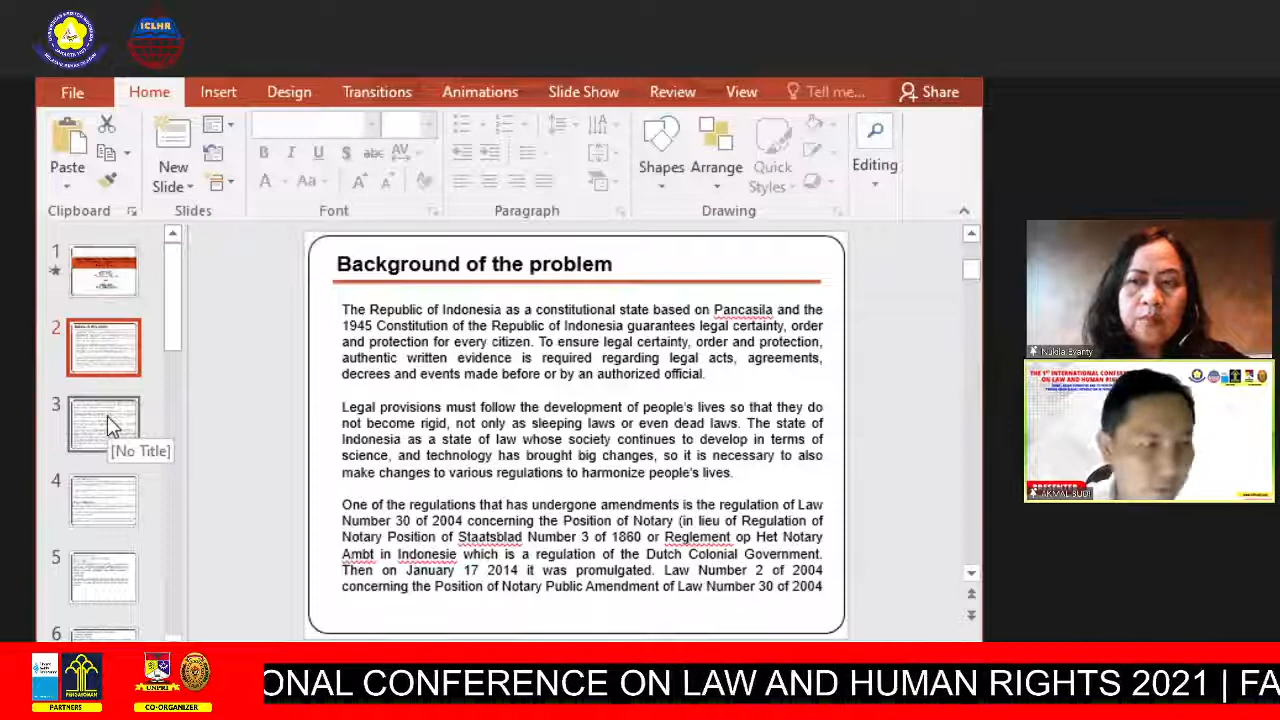 ICLHR
File Home Insert Design Transitions Animations Slide Show Review View Tell me... Share
Paste
New
Slide
Shapes Arrange Quick
Styles
Editing
Clipboard Slides Font Paragraph Drawing
1
2
3
[No Title]
4
5
6
Background of the problem
The Republic of Indonesia as a constitutional state based on Pancasila and the
1945 Constitution of the Republic of Indonesia guarantees legal certainty, order
and protection for every citizen. To ensure legal certainty, order and protection,
authentic written evidence is required regarding legal acts, agreements,
decrees and events made before or by an authorized official.
Legal provisions must follow the development of people's lives so that they do
not become rigid, not only as sleeping laws or even dead laws. The state of
Indonesia as a state of law whose society continues to develop in terms of
science, and technology has brought big changes, so it is necessary to also
make changes to various regulations to harmonize people's lives.
One of the regulations that has undergone amendments is the regulation of Law
Number 30 of 2004 concerning the Position of Notary (in lieu of Regulation of
Notary Position of Staatsblad Number 3 of 1860 or Reglement op Het Notary
Ambt in Indonesie which is a regulation of the Dutch Colonial Government.
Then on January 17 2014 it was promulgated. Law Number 2 of 2004
concerning the Position of Notary Public Amendment of Law Number 30 of 2004
Nukila Evanty
THE 1ST INTERNATIONAL
ON LAW AND HUMAN
PRESENTER
AKMAL BUDI
PENGAYOMAN
PARTNERS
UNPRI
CO-ORGANIZER
ONAL CONFERENCE ON LAW AND HUMAN RIGHTS 2021 | FA